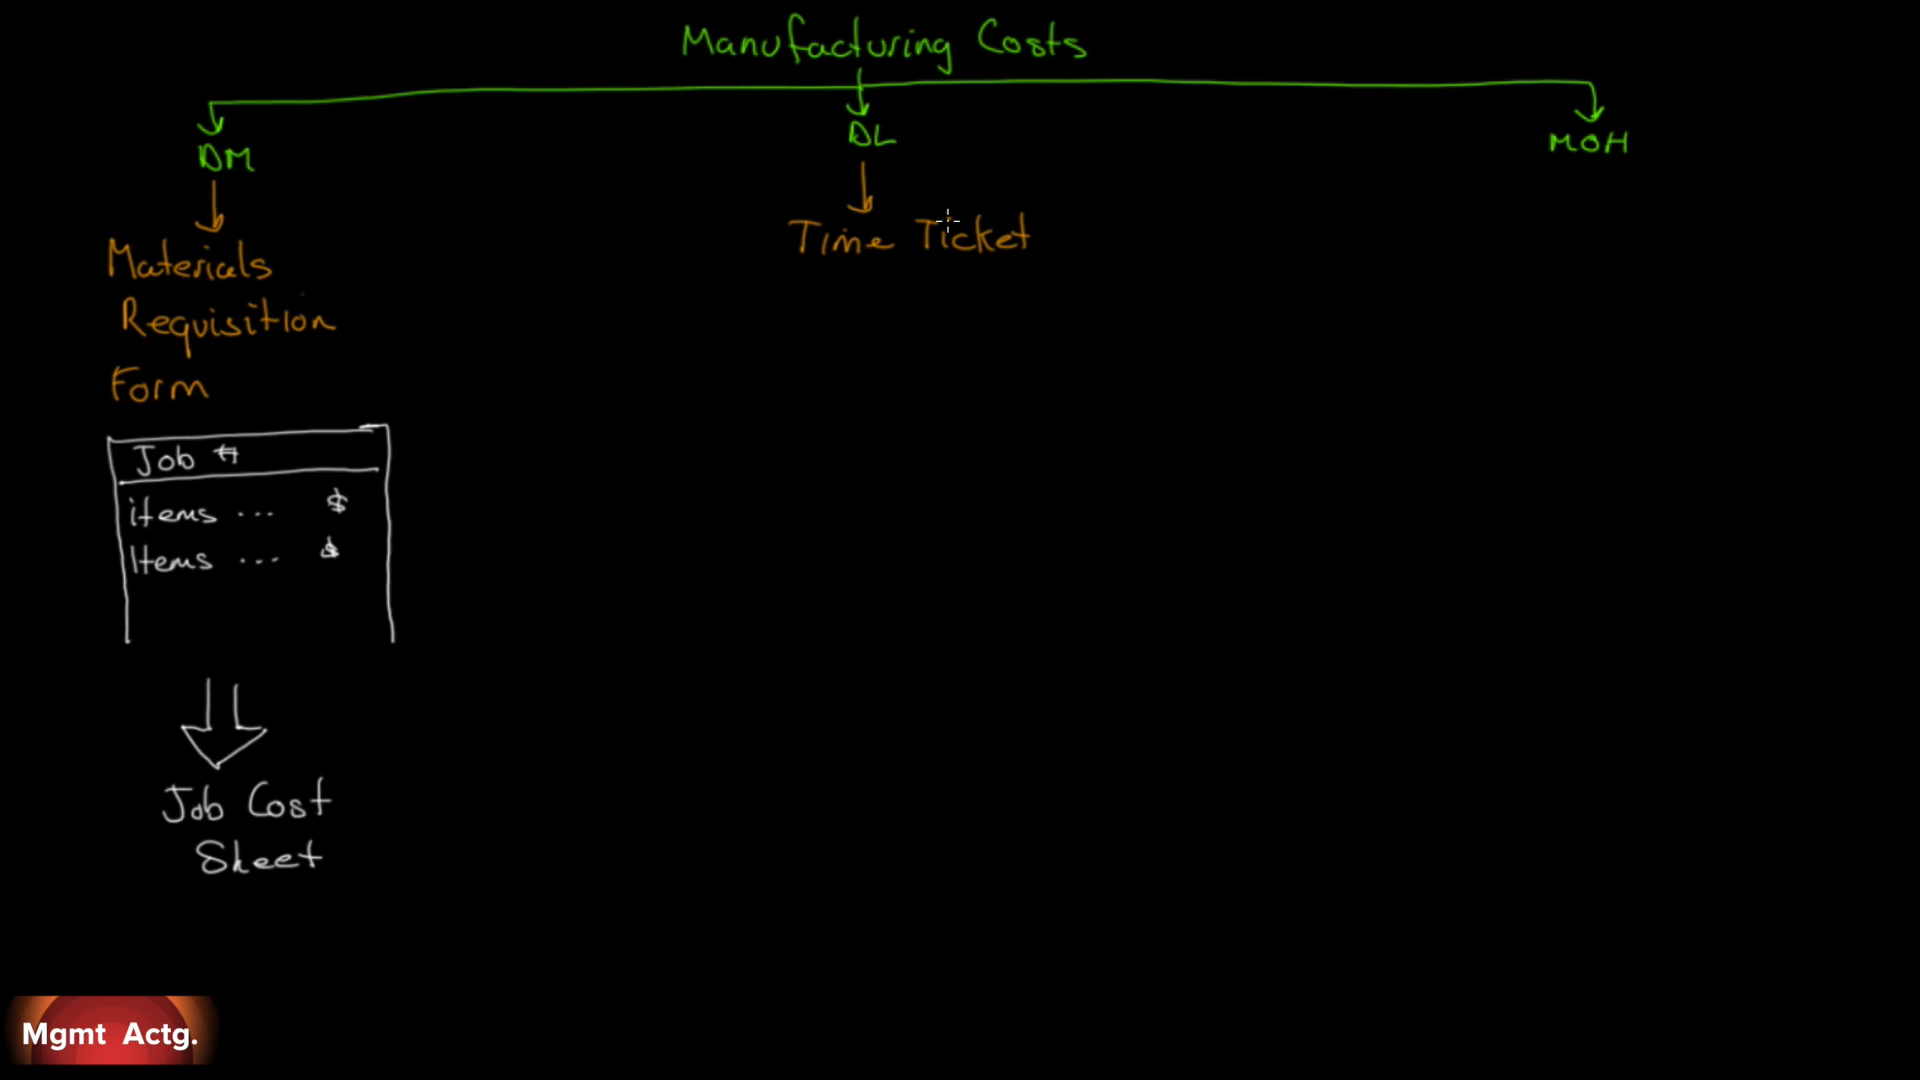 Manufacturing Costs
DM
DL
MOH
Materials
Requisition
Form
Time Ticket
Job #
items ... $
Items ... $
Job Cost
Sheet
Mgmt Actg.